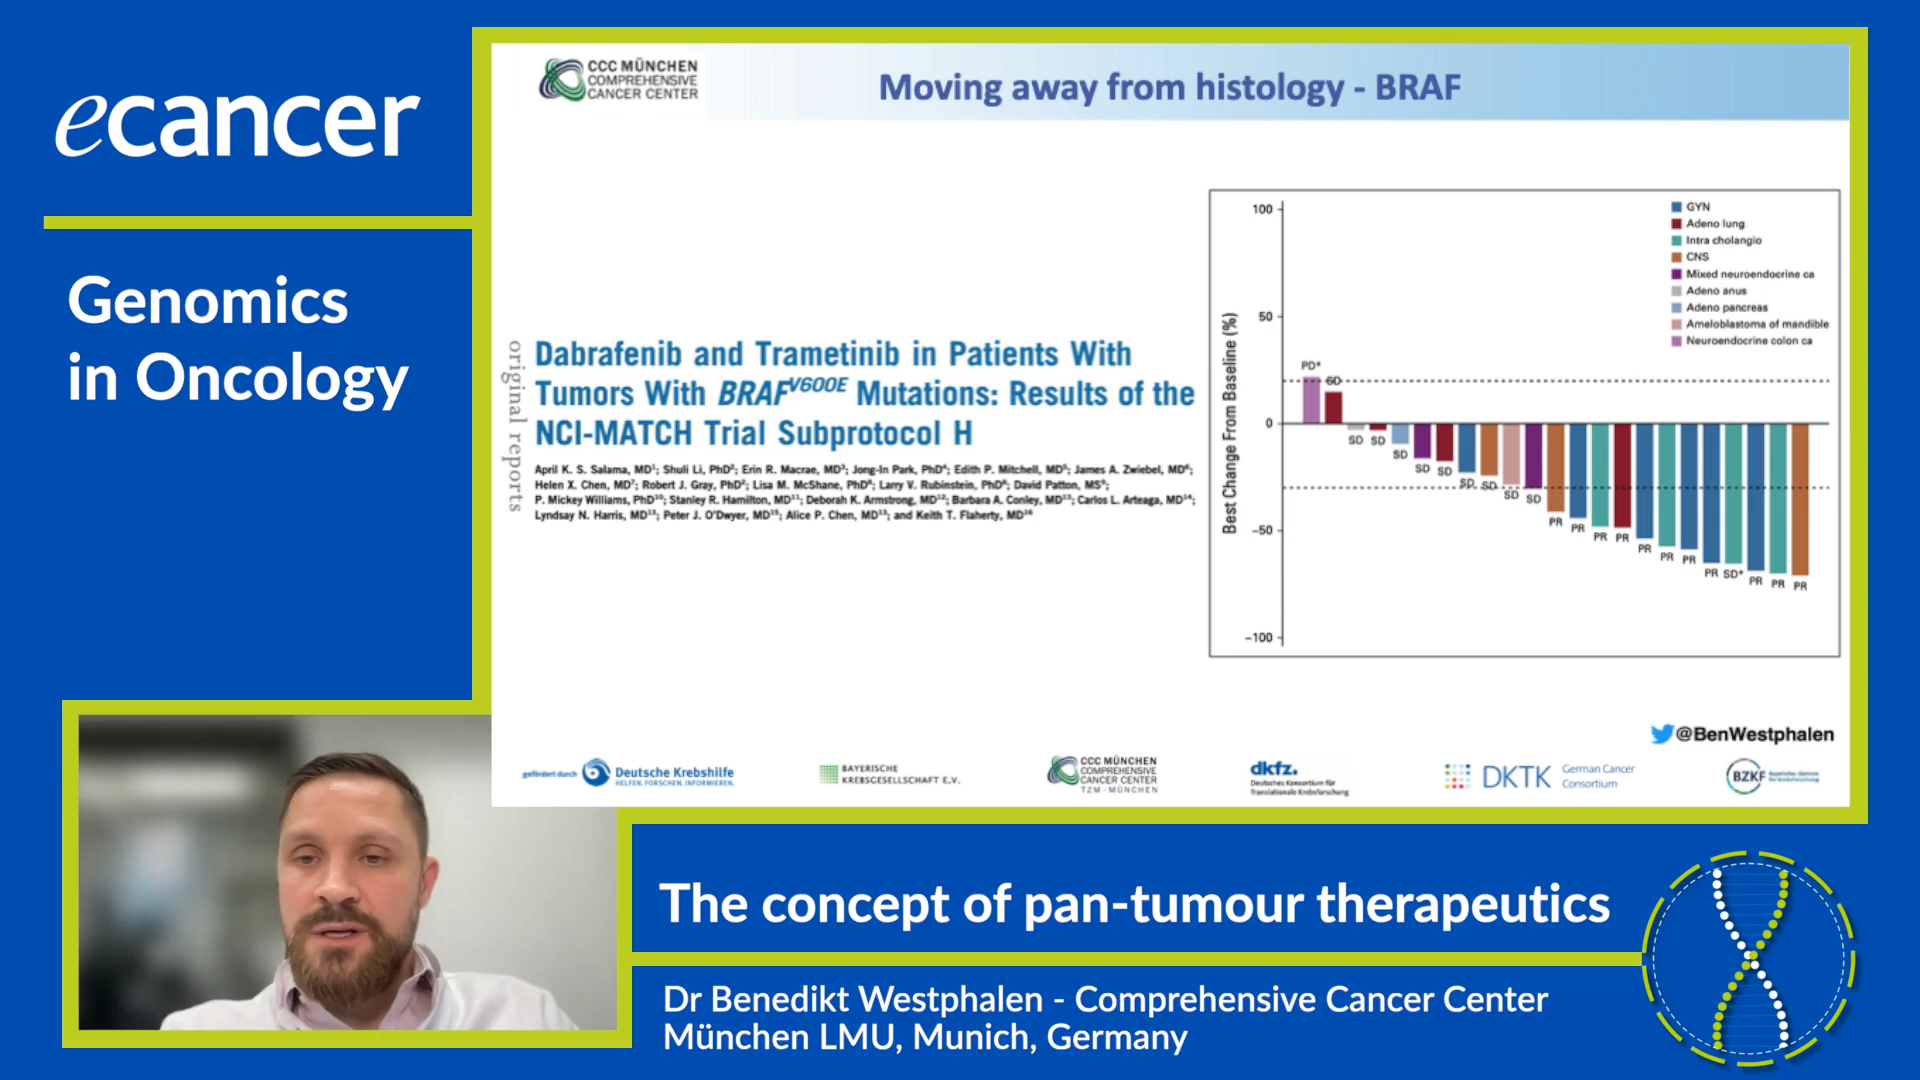 ecancer
Genomics
in Oncology
CCC MÜNCHEN
COMPREHENSIVE
CANCER CENTER
Moving away from histology - BRAF
original reports
Dabrafenib and Trametinib in Patients With
Tumors With BRAFV600E Mutations: Results of the
NCI-MATCH Trial Subprotocol H
April K. S. Salama, MD1; Shuli Li, PhD2; Erin R. Macrae, MD3; Jong-In Park, PhD4; Edith P. Mitchell, MD5; James A. Zwiebel, MD6;
Helen X. Chen, MD7; Robert J. Gray, PhD2; Lisa M. McShane, PhD8; Larry V. Rubinstein, PhD8; David Patton, MS9;
P. Mickey Williams, PhD10; Stanley R. Hamilton, MD11; Deborah K. Armstrong, MD12; Barbara A. Conley, MD13; Carlos L. Arteaga, MD14;
Lyndsay N. Harris, MD13; Peter J. O'Dwyer, MD15; Alice P. Chen, MD13; and Keith T. Flaherty, MD16
Best Change From Baseline (%)
100
50
0
−50
−100
GYN
Adeno lung
Intra cholangio
CNS
Mixed neuroendocrine ca
Adeno anus
Adeno pancreas
Ameloblastoma of mandible
Neuroendocrine colon ca
PD* SD SD SD SD SD SD SD SD SD SD PR PR PR PR PR PR PR PR SD* PR PR PR
@BenWestphalen
gefördert durch
Deutsche Krebshilfe
HELFEN. FORSCHEN. INFORMIEREN.
BAYERISCHE
KREBSGESELLSCHAFT E.V.
CCC MÜNCHEN
COMPREHENSIVE
CANCER CENTER
TZM - MÜNCHEN
dkfz.
Deutsches Konsortium für
Translationale Krebsforschung
DKTK
German Cancer
Consortium
BZKF
The concept of pan-tumour therapeutics
Dr Benedikt Westphalen - Comprehensive Cancer Center
München LMU, Munich, Germany